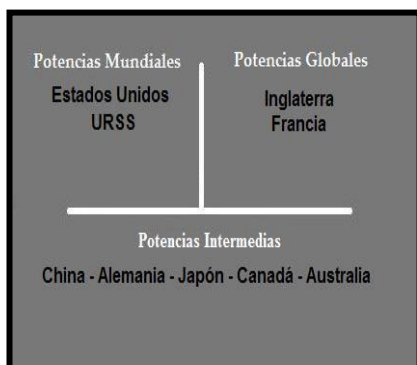 Potencias Mundiales
Estados Unidos
URSS
Potencias Globales
Inglaterra
Francia
Potencias Intermedias
China - Alemania - Japón - Canadá - Australia